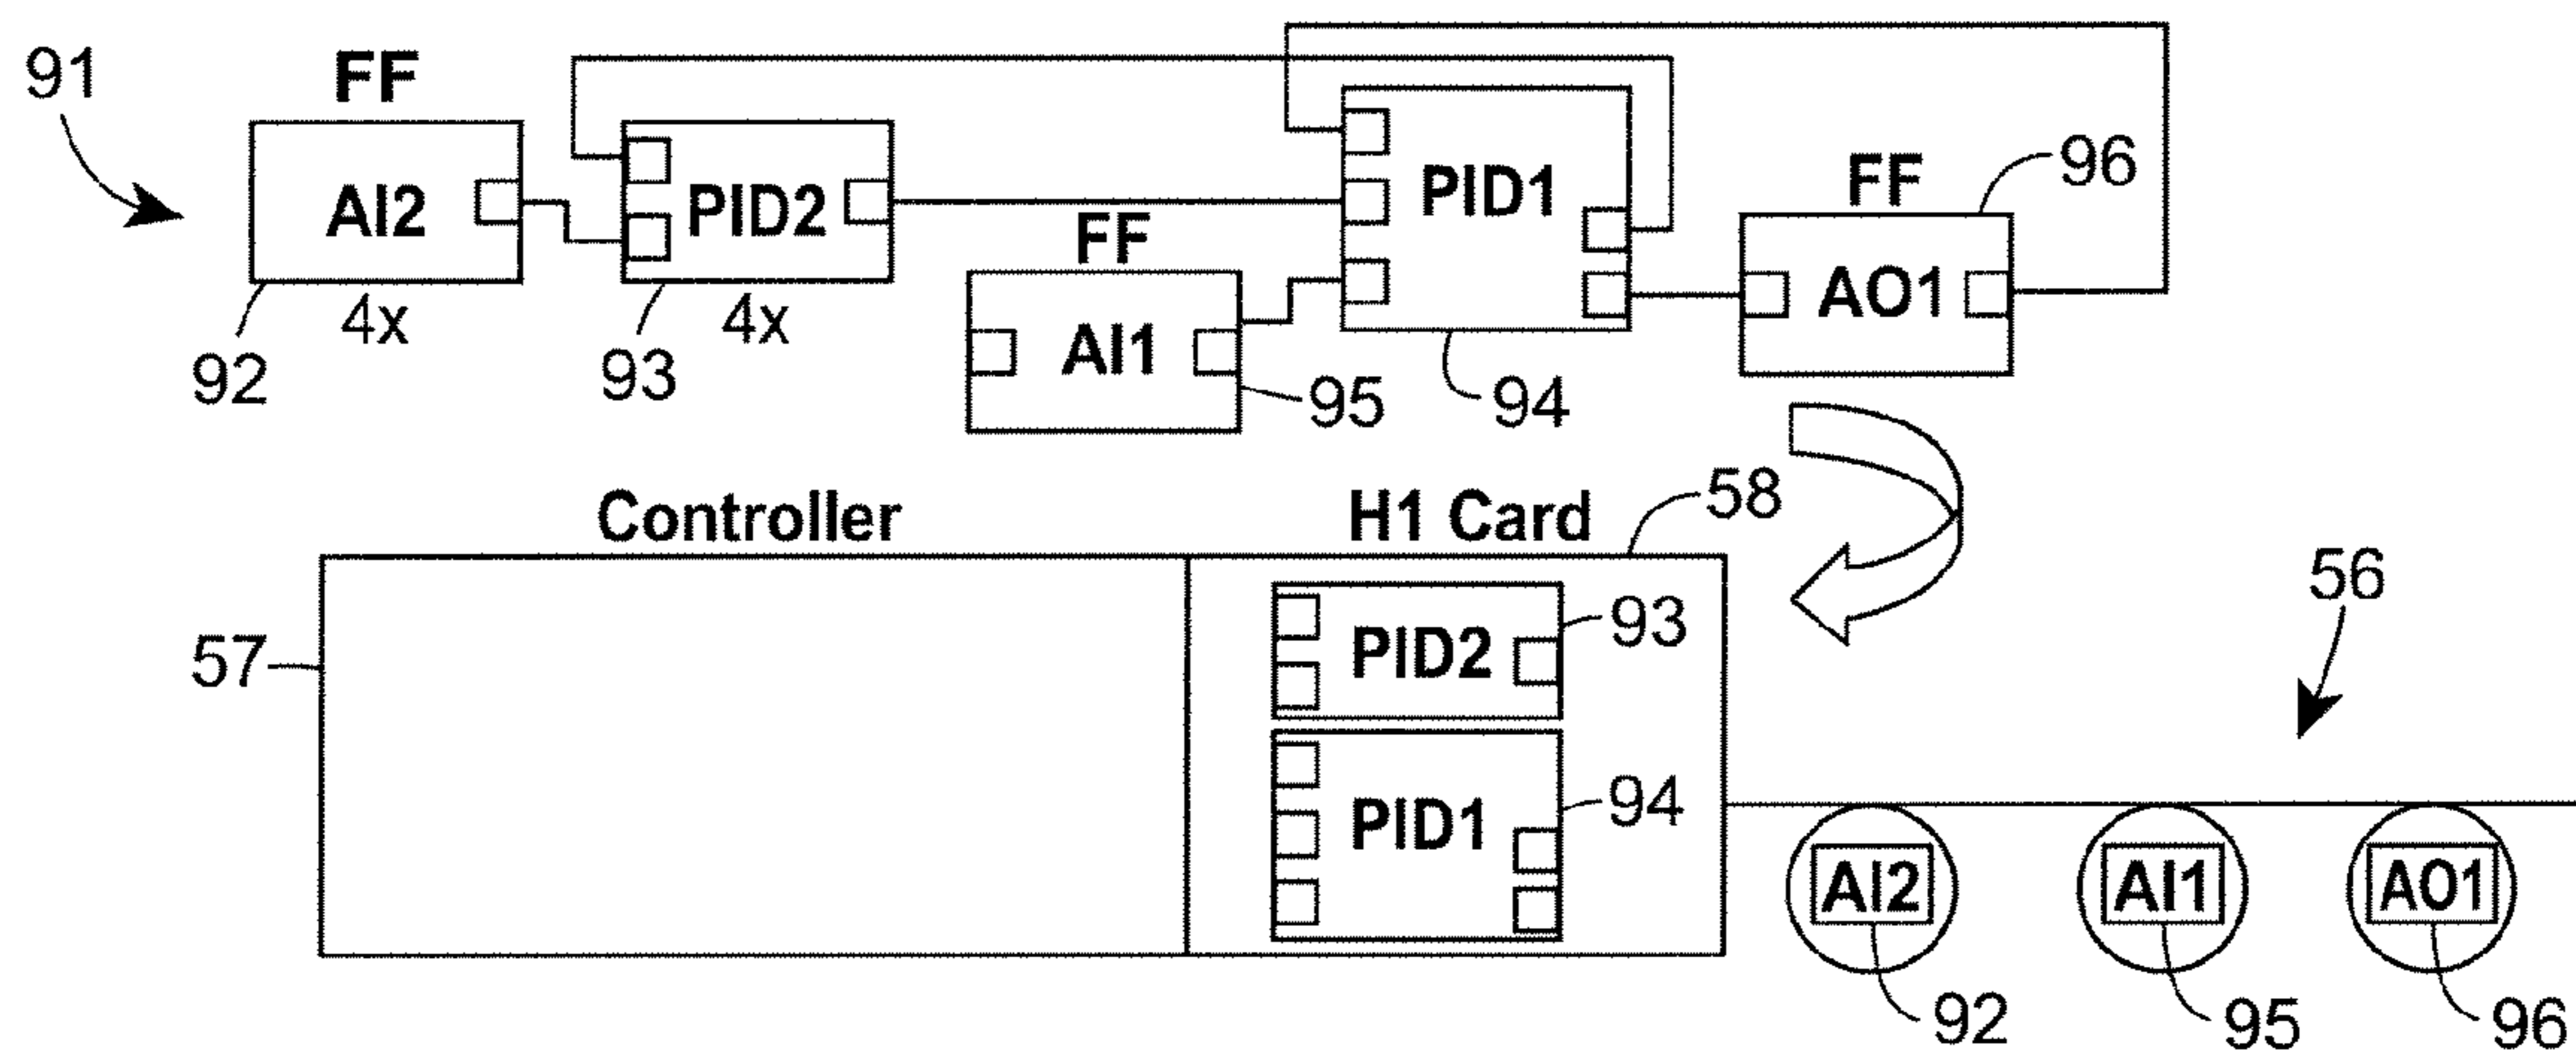 91
FF
AI2
4x
92
PID2
4x
93
FF
AI1
95
PID1
94
FF
AO1
96
Controller
H1 Card
58
57
PID2
93
PID1
94
56
AI2
AI1
AO1
92
95
96